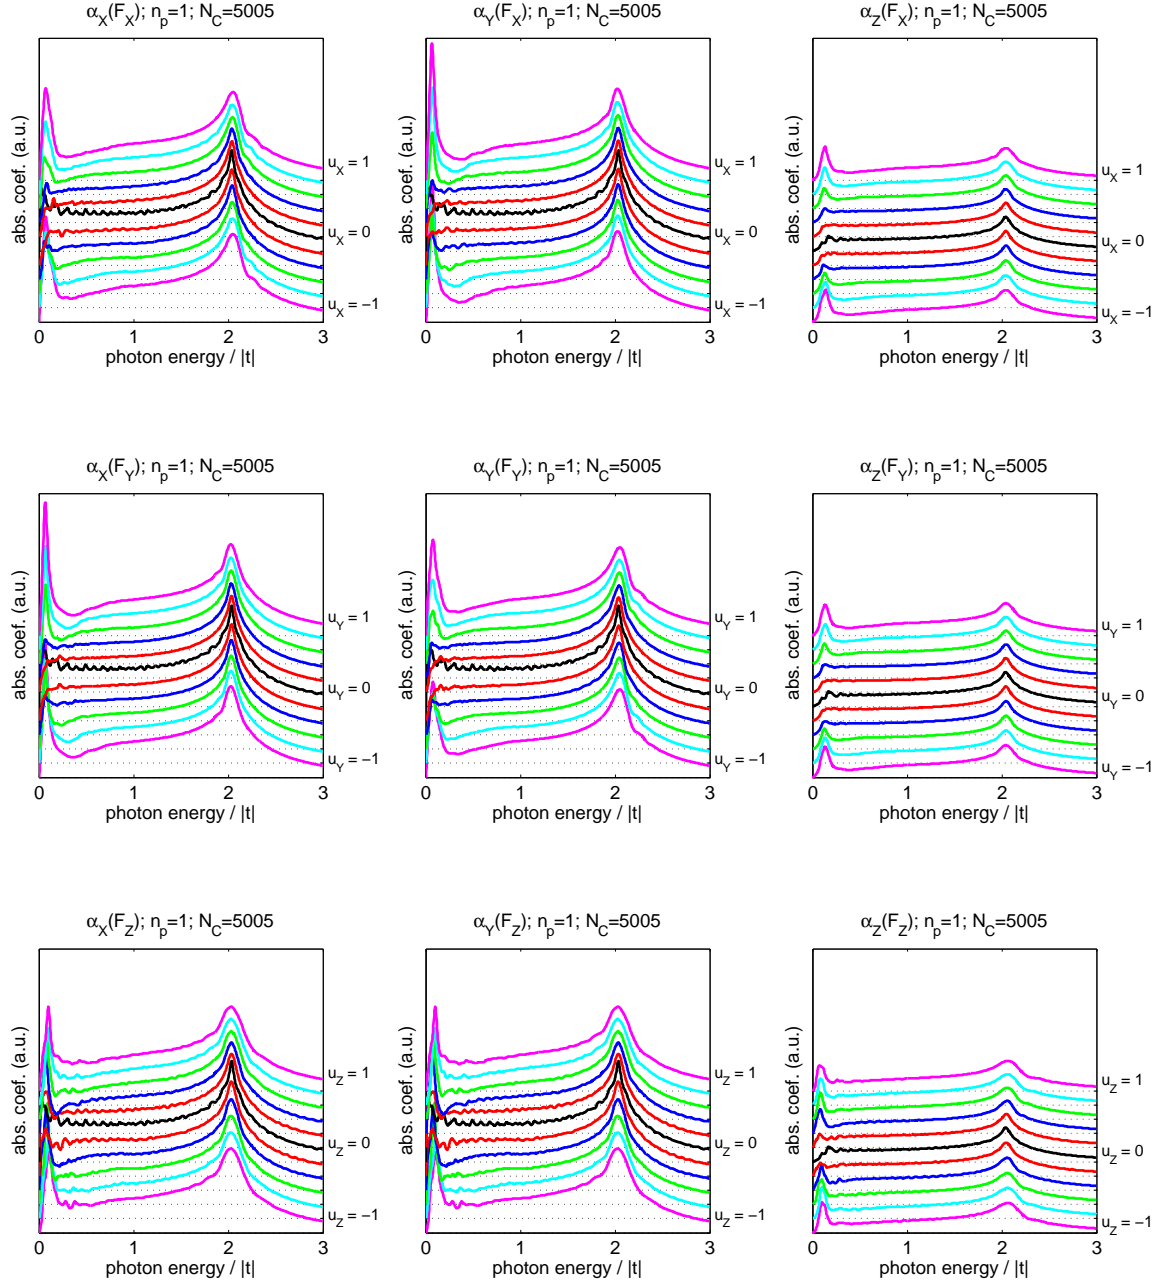 α_X(F_X); n_p=1; N_C=5005
abs. coef. (a.u.)
u_X = 1
u_X = 0
u_X = −1
0 1 2 3
photon energy / |t|
α_Y(F_X); n_p=1; N_C=5005
abs. coef. (a.u.)
u_X = 1
u_X = 0
u_X = −1
0 1 2 3
photon energy / |t|
α_Z(F_X); n_p=1; N_C=5005
abs. coef. (a.u.)
u_X = 1
u_X = 0
u_X = −1
0 1 2 3
photon energy / |t|
α_X(F_Y); n_p=1; N_C=5005
abs. coef. (a.u.)
u_Y = 1
u_Y = 0
u_Y = −1
0 1 2 3
photon energy / |t|
α_Y(F_Y); n_p=1; N_C=5005
abs. coef. (a.u.)
u_Y = 1
u_Y = 0
u_Y = −1
0 1 2 3
photon energy / |t|
α_Z(F_Y); n_p=1; N_C=5005
abs. coef. (a.u.)
u_Y = 1
u_Y = 0
u_Y = −1
0 1 2 3
photon energy / |t|
α_X(F_Z); n_p=1; N_C=5005
abs. coef. (a.u.)
u_Z = 1
u_Z = 0
u_Z = −1
0 1 2 3
photon energy / |t|
α_Y(F_Z); n_p=1; N_C=5005
abs. coef. (a.u.)
u_Z = 1
u_Z = 0
u_Z = −1
0 1 2 3
photon energy / |t|
α_Z(F_Z); n_p=1; N_C=5005
abs. coef. (a.u.)
u_Z = 1
u_Z = 0
u_Z = −1
0 1 2 3
photon energy / |t|